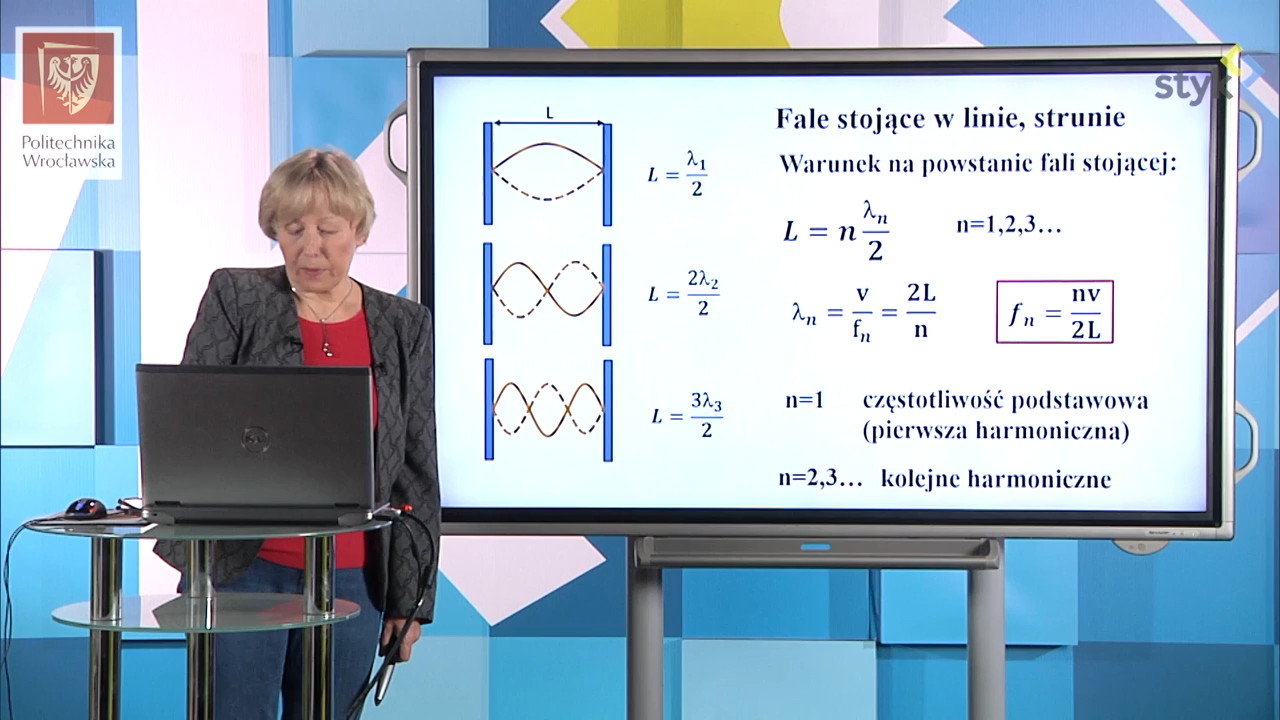 Politechnika
Wrocławska
styk
Fale stojące w linie, strunie
Warunek na powstanie fali stojącej:
L
L = λ₁/2
L = n λₙ/2 n=1,2,3…
L = 2λ₂/2
λₙ = v/fₙ = 2L/n fₙ = nv/2L
L = 3λ₃/2
n=1 częstotliwość podstawowa
(pierwsza harmoniczna)
n=2,3… kolejne harmoniczne